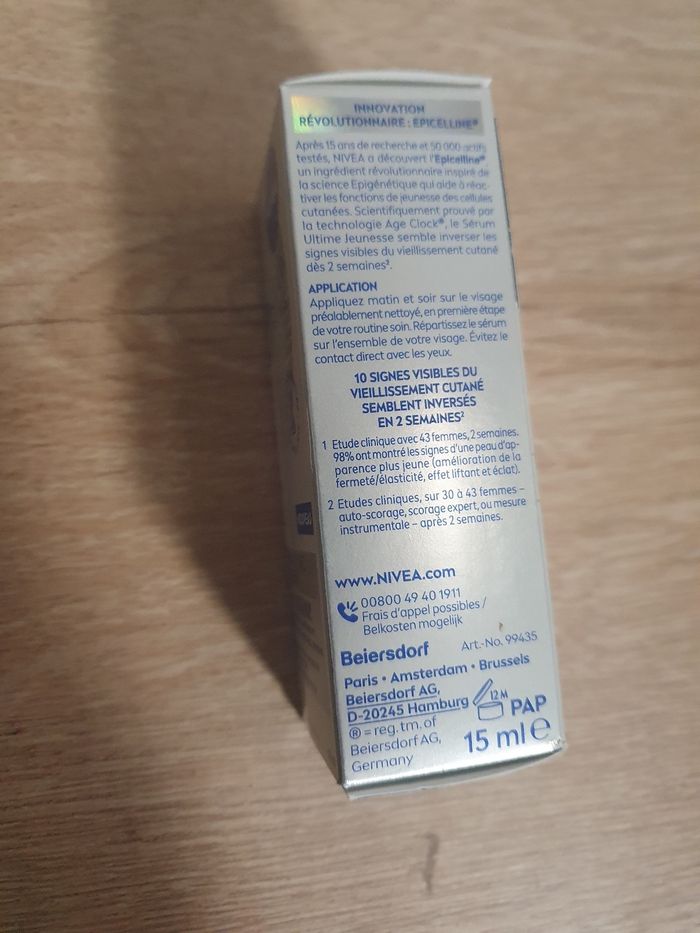 INNOVATION
RÉVOLUTIONNAIRE : EPICELLINE®
Après 15 ans de recherche et 50 000 actifs
testés, NIVEA a découvert l'Epicelline®
un ingrédient révolutionnaire inspiré de
la science Epigénétique qui aide à réac-
tiver les fonctions de jeunesse des cellules
cutanées. Scientifiquement prouvé par
la technologie Age Clock®, le Sérum
Ultime Jeunesse semble inverser les
signes visibles du vieillissement cutané
dès 2 semaines².
APPLICATION
Appliquez matin et soir sur le visage
préalablement nettoyé, en première étape
de votre routine soin. Répartissez le sérum
sur l'ensemble de votre visage. Évitez le
contact direct avec les yeux.
10 SIGNES VISIBLES DU
VIEILLISSEMENT CUTANÉ
SEMBLENT INVERSÉS
EN 2 SEMAINES²
1 Etude clinique avec 43 femmes, 2 semaines.
98% ont montré les signes d'une peau d'ap-
parence plus jeune (amélioration de la
fermeté/élasticité, effet liftant et éclat).
2 Etudes cliniques, sur 30 à 43 femmes –
auto-scorage, scorage expert, ou mesure
instrumentale – après 2 semaines.
www.NIVEA.com
00800 49 40 1911
Frais d'appel possibles /
Belkosten mogelijk
Beiersdorf Art.-No. 99435
Paris • Amsterdam • Brussels
Beiersdorf AG,
D-20245 Hamburg
® = reg. tm. of
Beiersdorf AG,
Germany
12 M
PAP
15 ml e